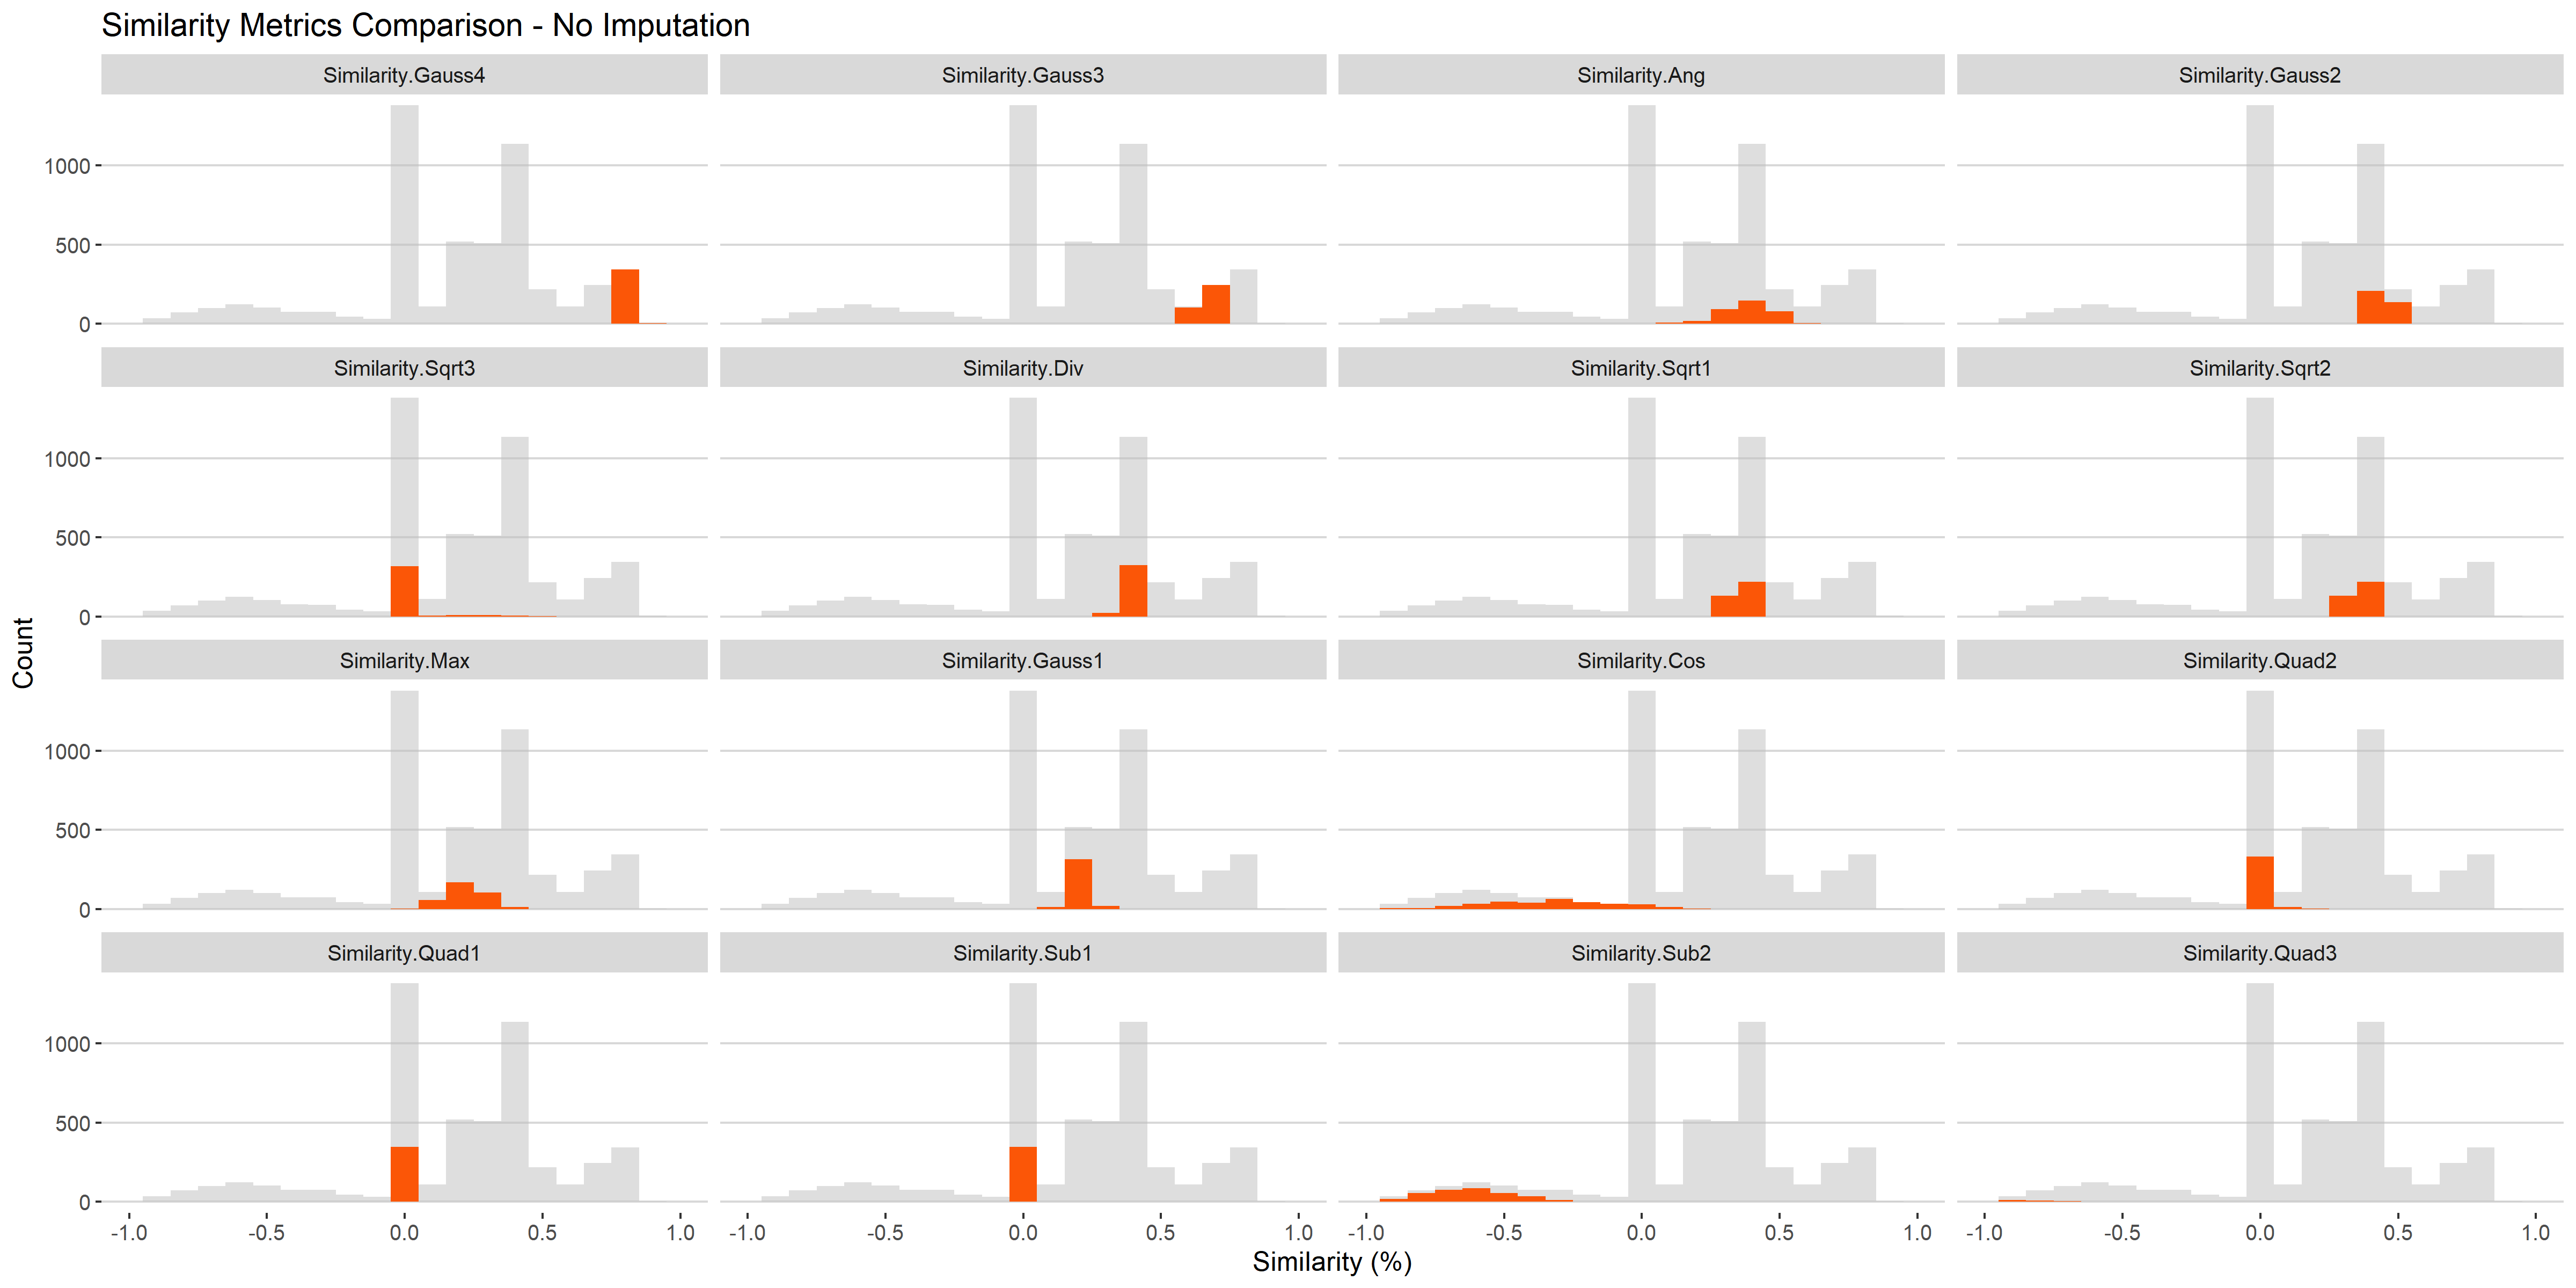 Similarity Metrics Comparison - No Imputation
Similarity.Gauss4
Similarity.Gauss3
Similarity.Ang
Similarity.Gauss2
1000
500
0
Similarity.Sqrt3
Similarity.Div
Similarity.Sqrt1
Similarity.Sqrt2
1000
500
0
Count
Similarity.Max
Similarity.Gauss1
Similarity.Cos
Similarity.Quad2
1000
500
0
Similarity.Quad1
Similarity.Sub1
Similarity.Sub2
Similarity.Quad3
1000
500
0
-1.0 -0.5 0.0 0.5 1.0
-1.0 -0.5 0.0 0.5 1.0
-1.0 -0.5 0.0 0.5 1.0
-1.0 -0.5 0.0 0.5 1.0
Similarity (%)